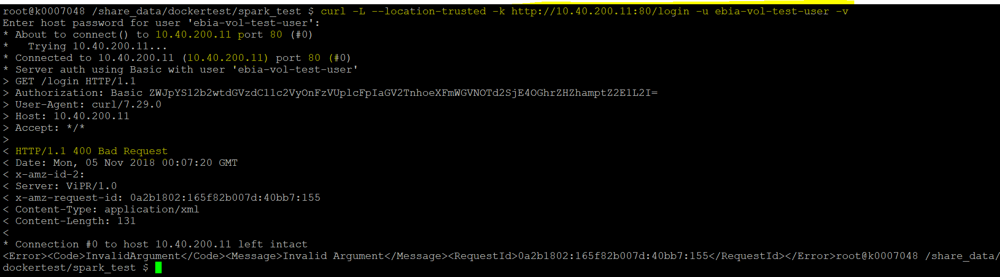 root@k0007048 /share_data/dockertest/spark_test $ curl -L --location-trusted -k http://10.40.200.11:80/login -u ebia-vol-test-user -v
Enter host password for user 'ebia-vol-test-user':
* About to connect() to 10.40.200.11 port 80 (#0)
*   Trying 10.40.200.11...
* Connected to 10.40.200.11 (10.40.200.11) port 80 (#0)
* Server auth using Basic with user 'ebia-vol-test-user'
> GET /login HTTP/1.1
> Authorization: Basic ZWJpYS12b2wtdGVzdC11c2VyOnFzVUplcFpIaGV2TnhoeXFmWGVNOTd2SjE4OGhrZHZhamptZ2E1L2I=
> User-Agent: curl/7.29.0
> Host: 10.40.200.11
> Accept: */*
>
< HTTP/1.1 400 Bad Request
< Date: Mon, 05 Nov 2018 00:07:20 GMT
< x-amz-id-2:
< Server: ViPR/1.0
< x-amz-request-id: 0a2b1802:165f82b007d:40bb7:155
< Content-Type: application/xml
< Content-Length: 131
<
* Connection #0 to host 10.40.200.11 left intact
<Error><Code>InvalidArgument</Code><Message>Invalid Argument</Message><RequestId>0a2b1802:165f82b007d:40bb7:155</RequestId></Error>root@k0007048 /share_data/
dockertest/spark_test $